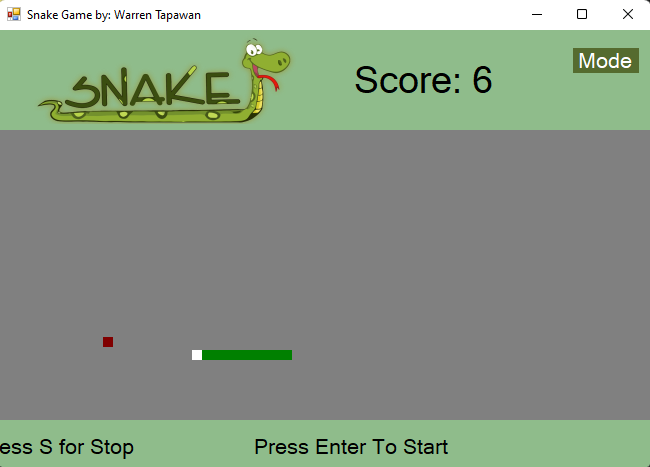 Snake Game by: Warren Tapawan
SNAKE
Score: 6
Mode
ess S for Stop
Press Enter To Start